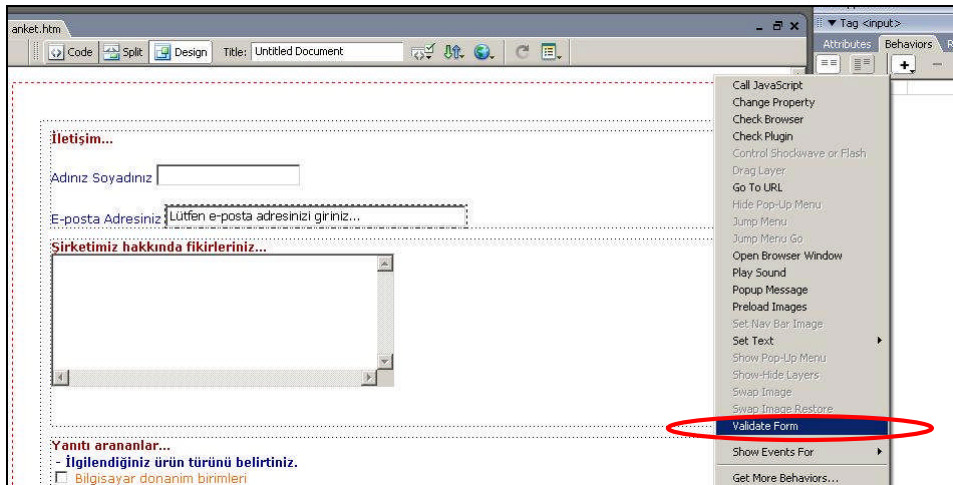 anket.htm
Tag <input>
Code Split Design Title: Untitled Document
Attributes Behaviors R
İletişim...
Adınız Soyadınız
E-posta Adresiniz Lütfen e-posta adresinizi giriniz...
Şirketimiz hakkında fikirleriniz...
Yanıtı arananlar...
- İlgilendiğiniz ürün türünü belirtiniz.
Bilgisayar donanim birimleri
Call JavaScript
Change Property
Check Browser
Check Plugin
Control Shockwave or Flash
Drag Layer
Go To URL
Hide Pop-Up Menu
Jump Menu
Jump Menu Go
Open Browser Window
Play Sound
Popup Message
Preload Images
Set Nav Bar Image
Set Text
Show Pop-Up Menu
Show-Hide Layers
Swap Image
Swap Image Restore
Validate Form
Show Events For
Get More Behaviors...